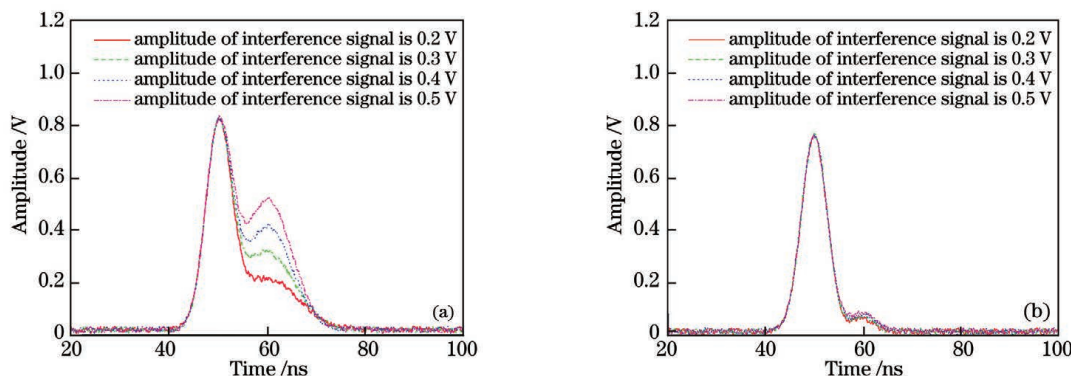 1.2
1.0
0.8
0.6
0.4
0.2
0
Amplitude /V
amplitude of interference signal is 0.2 V
amplitude of interference signal is 0.3 V
amplitude of interference signal is 0.4 V
amplitude of interference signal is 0.5 V
(a)
20 40 60 80 100
Time /ns
1.2
1.0
0.8
0.6
0.4
0.2
0
Amplitude /V
amplitude of interference signal is 0.2 V
amplitude of interference signal is 0.3 V
amplitude of interference signal is 0.4 V
amplitude of interference signal is 0.5 V
(b)
20 40 60 80 100
Time /ns